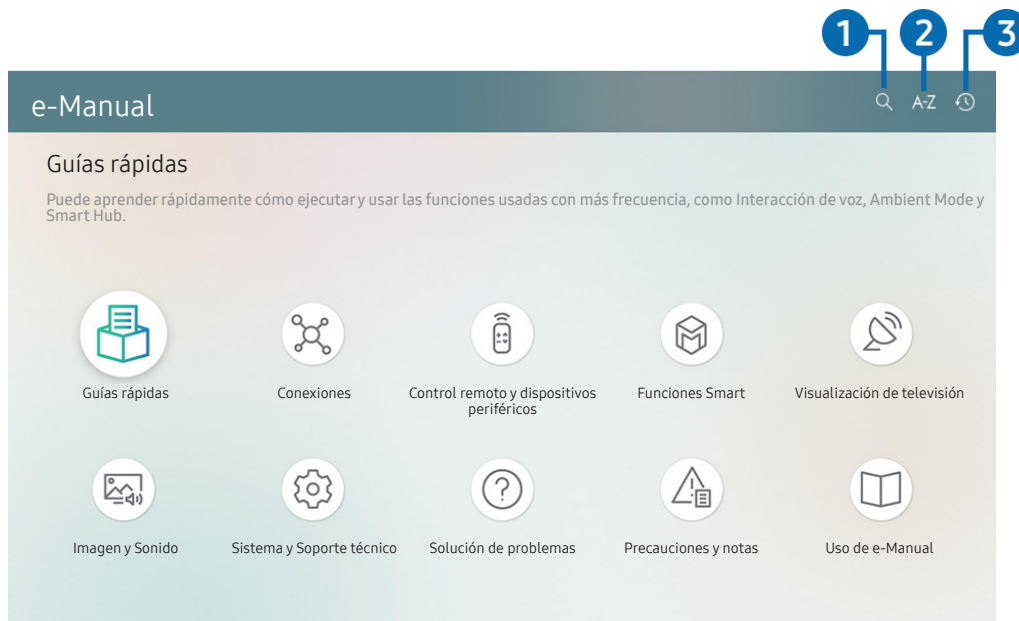 1 2 3
e-Manual A-Z
Guías rápidas
Puede aprender rápidamente cómo ejecutar y usar las funciones usadas con más frecuencia, como Interacción de voz, Ambient Mode y
Smart Hub.
Guías rápidas
Conexiones
Control remoto y dispositivos
periféricos
Funciones Smart
Visualización de televisión
Imagen y Sonido
Sistema y Soporte técnico
Solución de problemas
Precauciones y notas
Uso de e-Manual